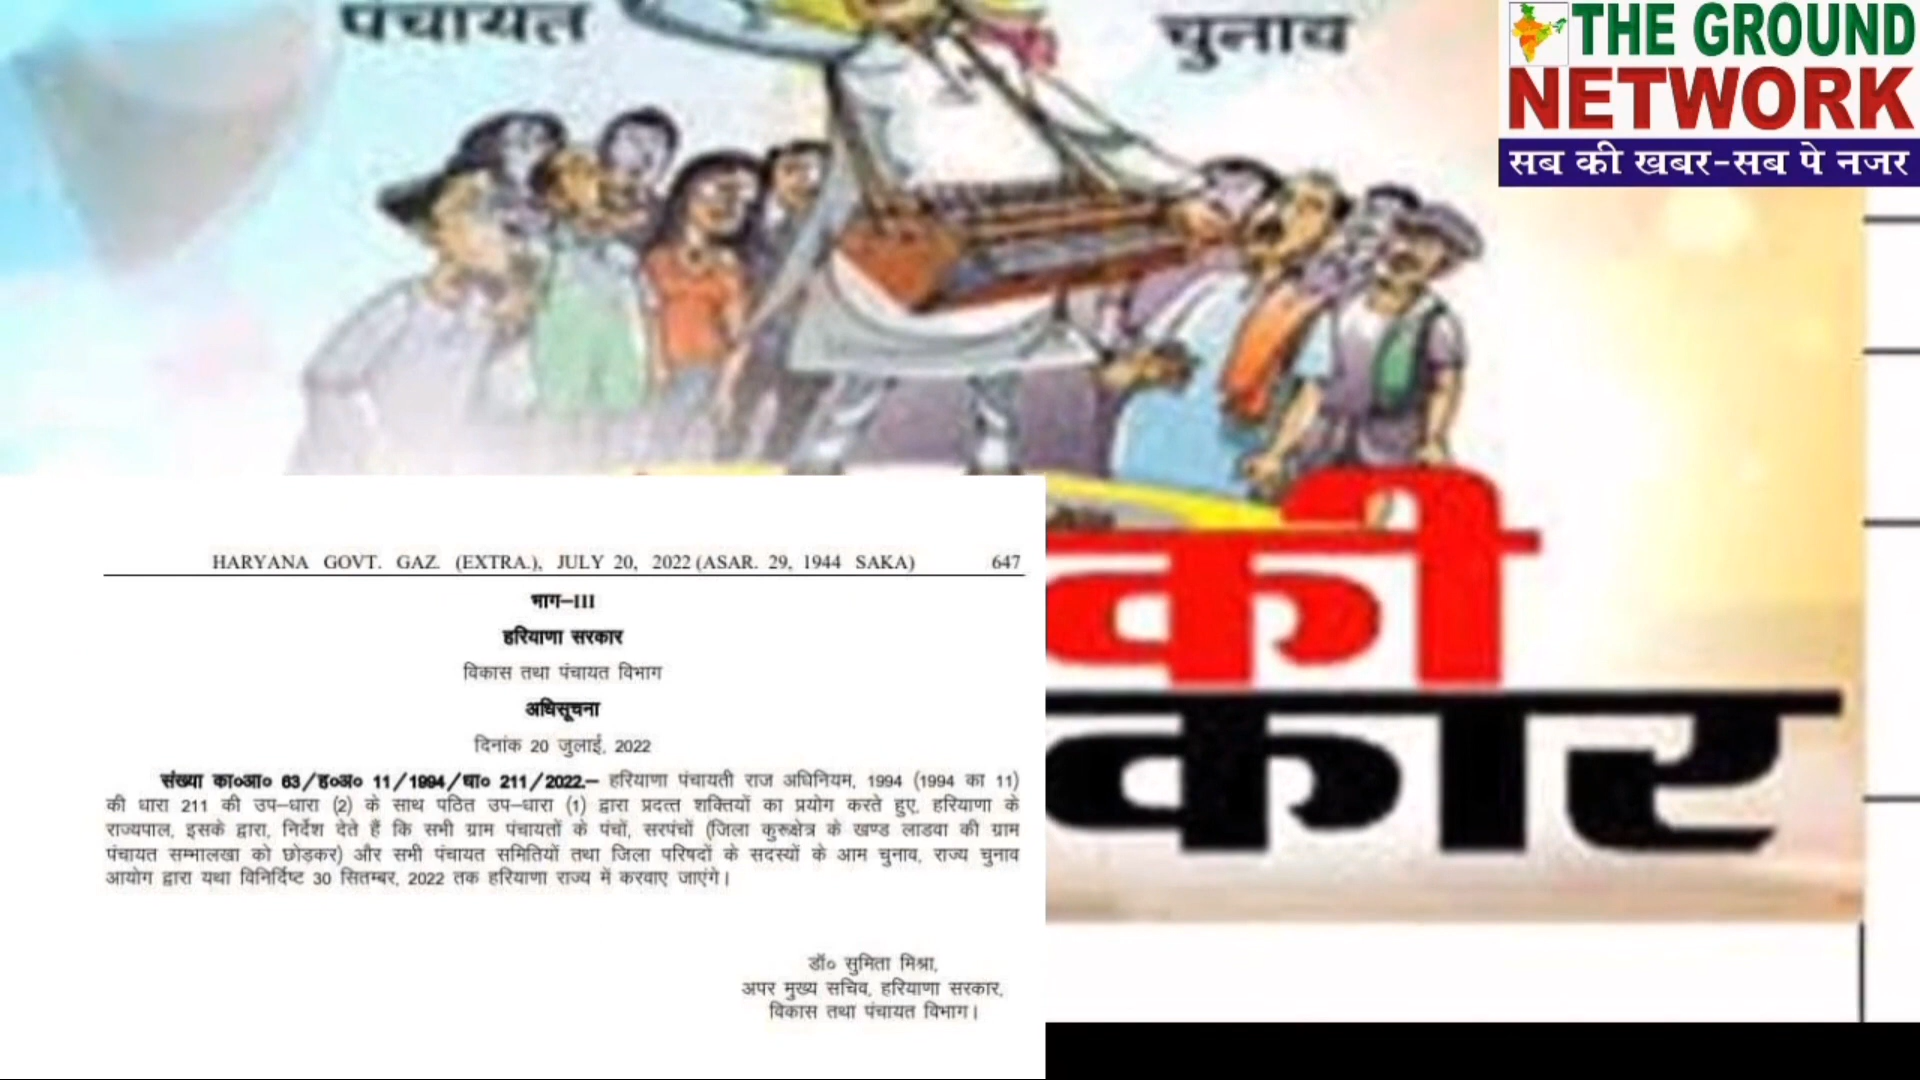 पंचायत
चुनाव
THE GROUND
NETWORK
सब की खबर-सब पे नजर
की
कार
HARYANA GOVT. GAZ. (EXTRA.), JULY 20, 2022 (ASAR. 29, 1944 SAKA) 647
भाग–III
हरियाणा सरकार
विकास तथा पंचायत विभाग
अधिसूचना
दिनांक 20 जुलाई, 2022
संख्या का०आ० 63/ह०अ० 11/1994/धा० 211/2022.– हरियाणा पंचायती राज अधिनियम, 1994 (1994 का 11)
की धारा 211 की उप–धारा (2) के साथ पठित उप–धारा (1) द्वारा प्रदत्त शक्तियों का प्रयोग करते हुए, हरियाणा के
राज्यपाल, इसके द्वारा, निर्देश देते हैं कि सभी ग्राम पंचायतों के पंचों, सरपंचों (जिला कुरूक्षेत्र के खण्ड लाडवा की ग्राम
पंचायत सम्भालखा को छोड़कर) और सभी पंचायत समितियों तथा जिला परिषदों के सदस्यों के आम चुनाव, राज्य चुनाव
आयोग द्वारा यथा विनिर्दिष्ट 30 सितम्बर, 2022 तक हरियाणा राज्य में करवाए जाएंगे।
डॉ० सुमिता मिश्रा,
अपर मुख्य सचिव, हरियाणा सरकार,
विकास तथा पंचायत विभाग।